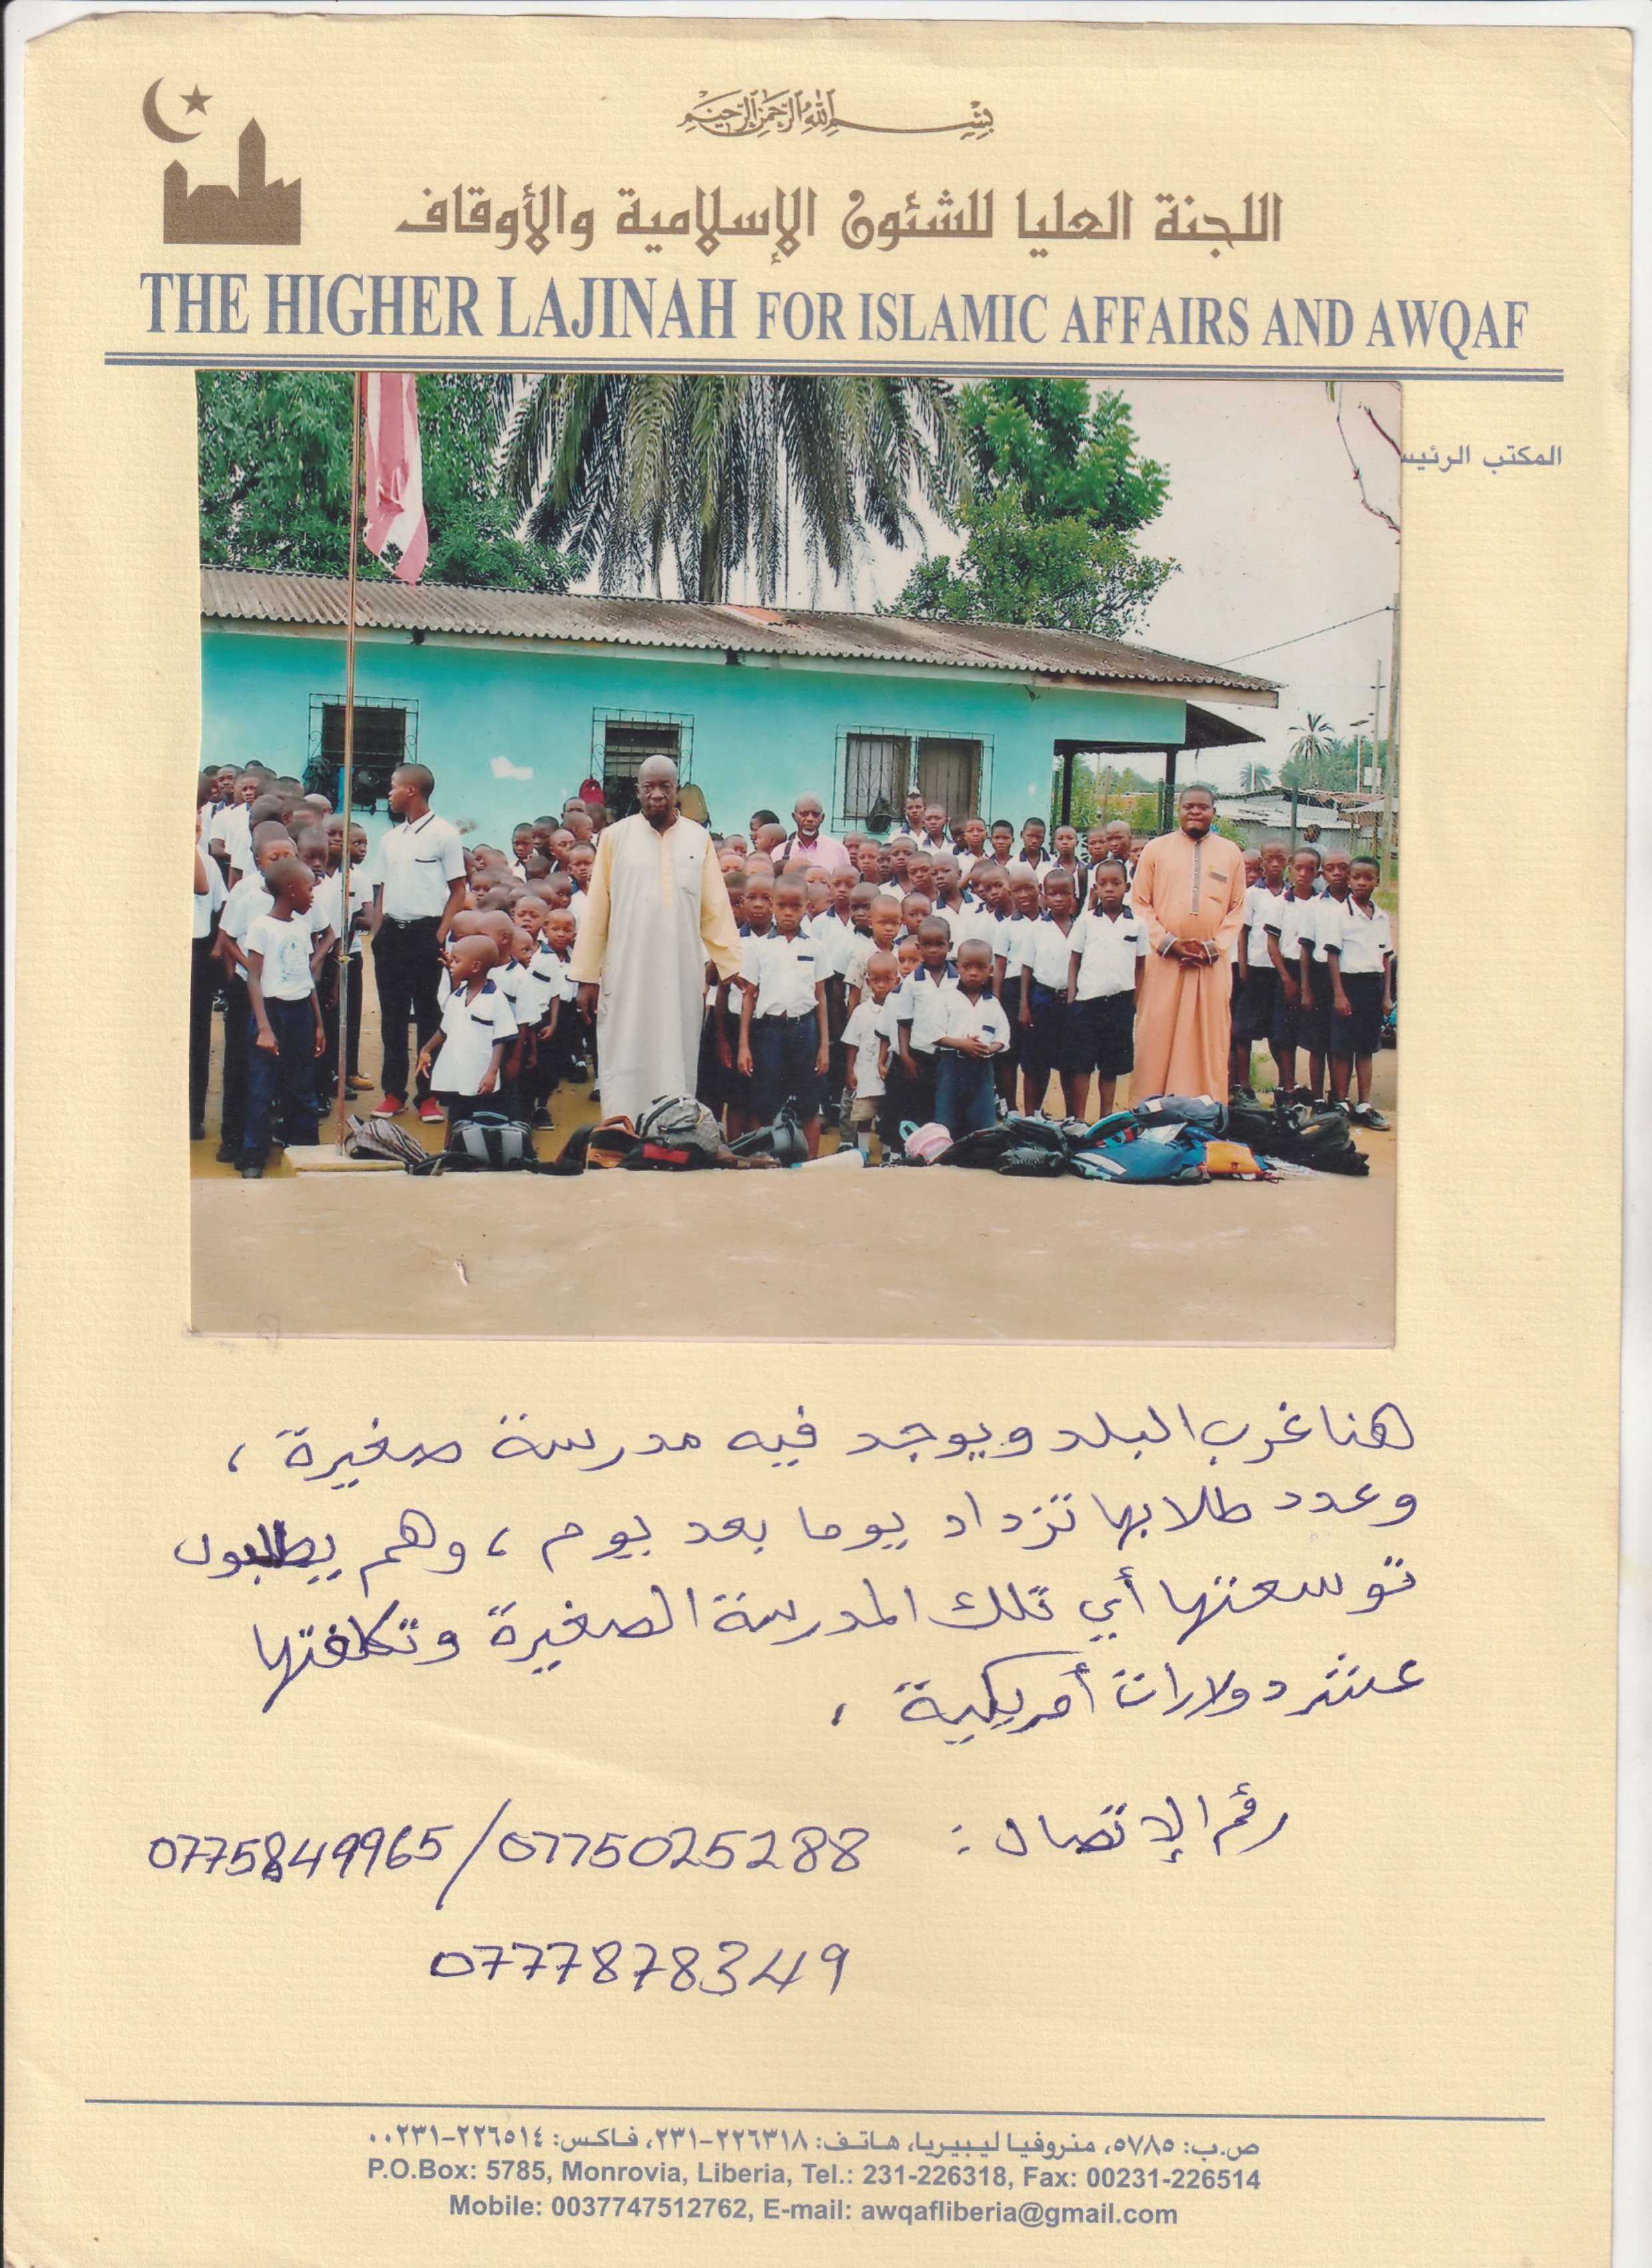 بسم الله الرحمن الرحيم
اللجنة العليا للشئون الإسلامية والأوقاف
THE HIGHER LAJINAH FOR ISLAMIC AFFAIRS AND AWQAF
المكتب الرئيس
هنا غرب البلد ويوجد فيه مدرسة صغيرة ،
وعدد طلابها تزداد يوما بعد يوم ، وهم يطلبون
توسعتها أي تلك المدرسة الصغيرة وتكلفتها
عشر دولارات أمريكية .
رقم الإتصال : 0775025288 / 0775849965
0777878349
ص.ب: ٥٧٨٥، منروفيا ليبيريا، هاتف: ٢٢٦٣١٨-٢٣١، فاكس: ٢٢٦٥١٤-٠٠٢٣١
P.O.Box: 5785, Monrovia, Liberia, Tel.: 231-226318, Fax: 00231-226514
Mobile: 0037747512762, E-mail: awqafliberia@gmail.com